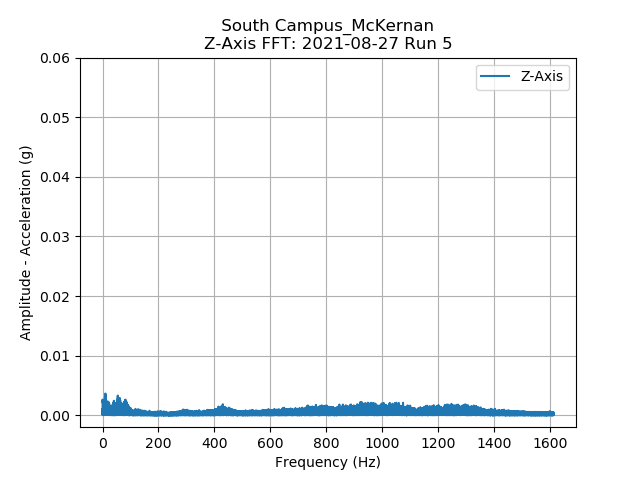 South Campus_McKernan
Z-Axis FFT: 2021-08-27 Run 5
Z-Axis
0.06
0.05
0.04
0.03
0.02
0.01
0.00
Amplitude - Acceleration (g)
0 200 400 600 800 1000 1200 1400 1600
Frequency (Hz)